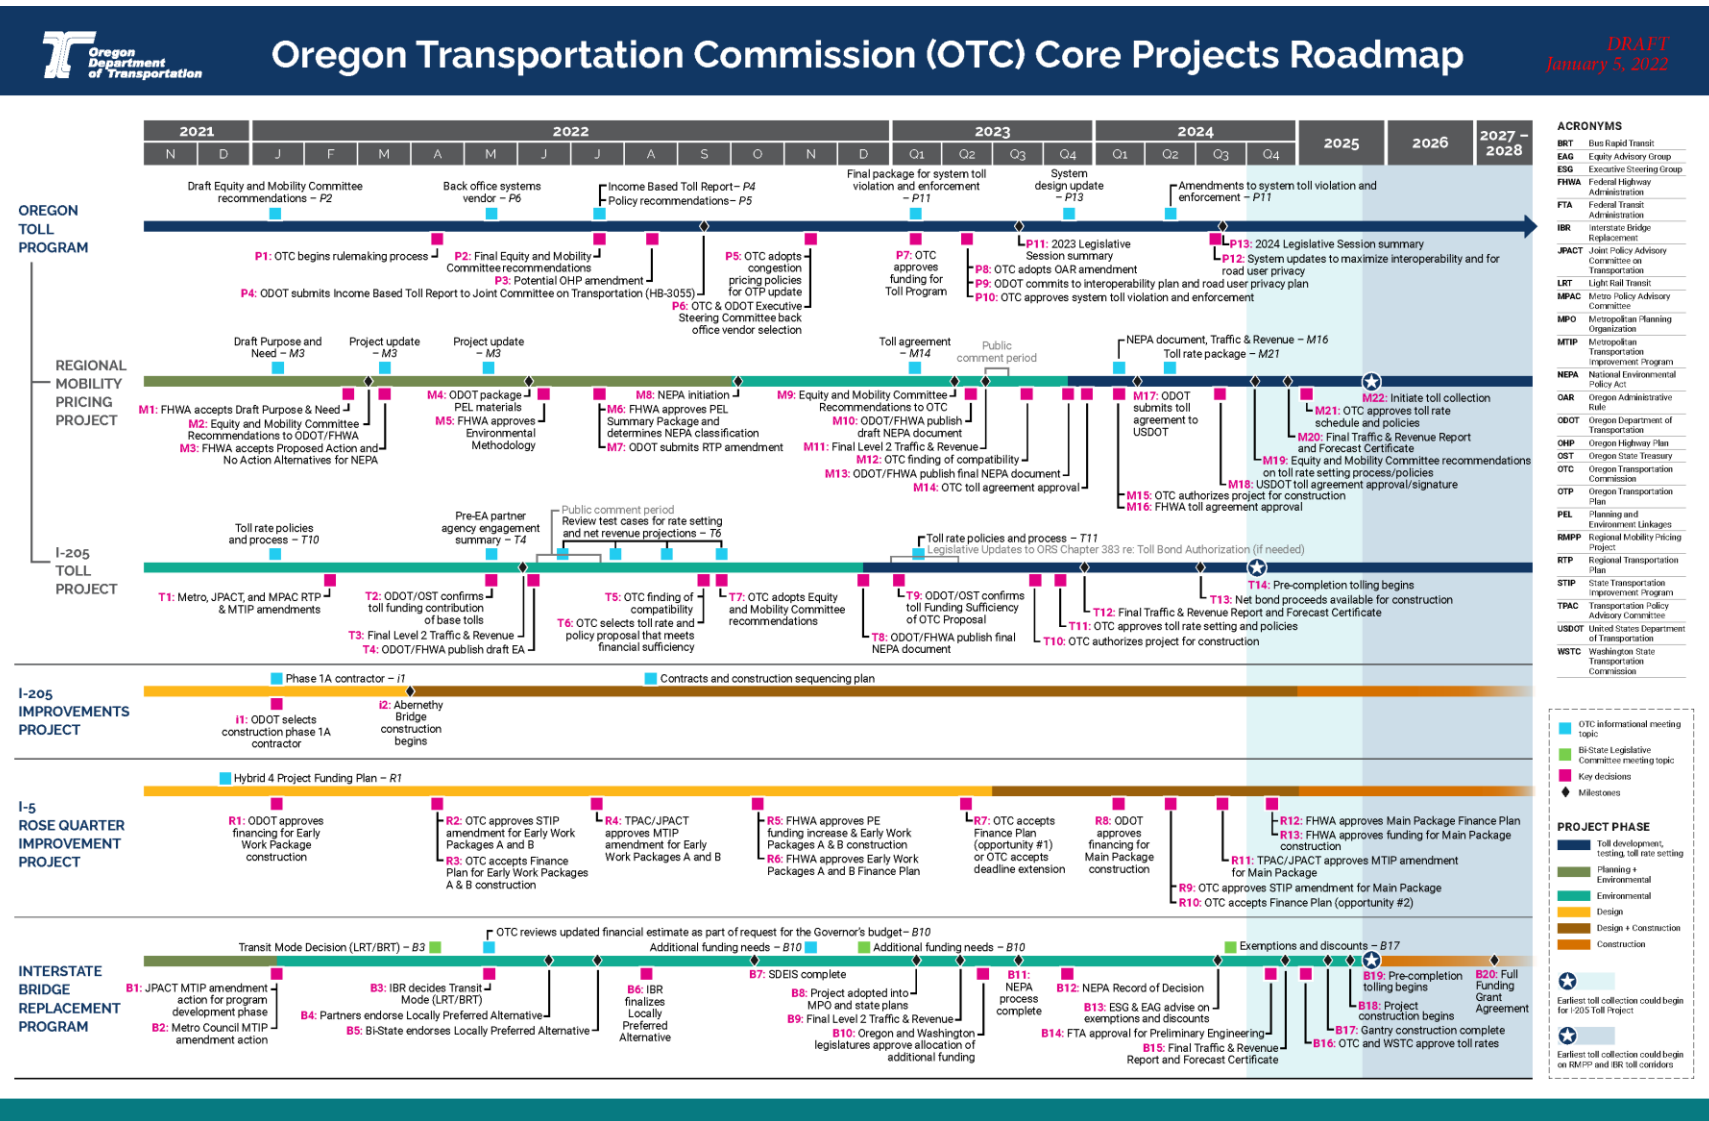 Oregon
Department
of Transportation
Oregon Transportation Commission (OTC) Core Projects Roadmap
DRAFT
January 5, 2022
2021
2022
2023
2024
2025
2026
2027 –
2028
N D J F M A M J J A S O N D Q1 Q2 Q3 Q4 Q1 Q2 Q3 Q4
OREGON
TOLL
PROGRAM
Draft Equity and Mobility Committee
recommendations – P2
Back office systems
vendor – P6
Income Based Toll Report– P4
Policy recommendations– P5
Final package for system toll
violation and enforcement
– P11
System
design update
– P13
Amendments to system toll violation and
enforcement – P11
P1: OTC begins rulemaking process
P2: Final Equity and Mobility
Committee recommendations
P3: Potential OHP amendment
P4: ODOT submits Income Based Toll Report to Joint Committee on Transportation (HB-3055)
P5: OTC adopts
congestion
pricing policies
for OTP update
P6: OTC & ODOT Executive
Steering Committee back
office vendor selection
P7: OTC
approves
funding for
Toll Program
P11: 2023 Legislative
Session summary
P8: OTC adopts OAR amendment
P9: ODOT commits to interoperability plan and road user privacy plan
P10: OTC approves system toll violation and enforcement
P13: 2024 Legislative Session summary
P12: System updates to maximize interoperability and for
road user privacy
REGIONAL
MOBILITY
PRICING
PROJECT
Draft Purpose and
Need – M3
Project update
– M3
Project update
– M3
Toll agreement
– M14
Public
comment period
NEPA document, Traffic & Revenue – M16
Toll rate package – M21
M1: FHWA accepts Draft Purpose & Need
M2: Equity and Mobility Committee
Recommendations to ODOT/FHWA
M3: FHWA accepts Proposed Action and
No Action Alternatives for NEPA
M4: ODOT package
PEL materials
M5: FHWA approves
Environmental
Methodology
M8: NEPA initiation
M6: FHWA approves PEL
Summary Package and
determines NEPA classification
M7: ODOT submits RTP amendment
M9: Equity and Mobility Committee
Recommendations to OTC
M10: ODOT/FHWA publish
draft NEPA document
M11: Final Level 2 Traffic & Revenue
M12: OTC finding of compatibility
M13: ODOT/FHWA publish final NEPA document
M14: OTC toll agreement approval
M17: ODOT
submits toll
agreement to
USDOT
M15: OTC authorizes project for construction
M16: FHWA toll agreement approval
M22: Initiate toll collection
M21: OTC approves toll rate
schedule and policies
M20: Final Traffic & Revenue Report
and Forecast Certificate
M19: Equity and Mobility Committee recommendations
on toll rate setting process/policies
M18: USDOT toll agreement approval/signature
I-205
TOLL
PROJECT
Toll rate policies
and process – T10
Pre-EA partner
agency engagement
summary – T4
Public comment period
Review test cases for rate setting
and net revenue projections – T6
Toll rate policies and process – T11
Legislative Updates to ORS Chapter 383 re: Toll Bond Authorization (if needed)
T1: Metro, JPACT, and MPAC RTP
& MTIP amendments
T2: ODOT/OST confirms
toll funding contribution
of base tolls
T3: Final Level 2 Traffic & Revenue
T4: ODOT/FHWA publish draft EA
T5: OTC finding of
compatibility
T6: OTC selects toll rate and
policy proposal that meets
financial sufficiency
T7: OTC adopts Equity
and Mobility Committee
recommendations
T9: ODOT/OST confirms
toll Funding Sufficiency
of OTC Proposal
T8: ODOT/FHWA publish final
NEPA document
T14: Pre-completion tolling begins
T13: Net bond proceeds available for construction
T12: Final Traffic & Revenue Report and Forecast Certificate
T11: OTC approves toll rate setting and policies
T10: OTC authorizes project for construction
I-205
IMPROVEMENTS
PROJECT
Phase 1A contractor – i1
Contracts and construction sequencing plan
i1: ODOT selects
construction phase 1A
contractor
i2: Abernethy
Bridge
construction
begins
I-5
ROSE QUARTER
IMPROVEMENT
PROJECT
Hybrid 4 Project Funding Plan – R1
R1: ODOT approves
financing for Early
Work Package
construction
R2: OTC approves STIP
amendment for Early Work
Packages A and B
R3: OTC accepts Finance
Plan for Early Work Packages
A & B construction
R4: TPAC/JPACT
approves MTIP
amendment for Early
Work Packages A and B
R5: FHWA approves PE
funding increase & Early Work
Packages A & B construction
R6: FHWA approves Early Work
Packages A and B Finance Plan
R7: OTC accepts
Finance Plan
(opportunity #1)
or OTC accepts
deadline extension
R8: ODOT
approves
financing for
Main Package
construction
R12: FHWA approves Main Package Finance Plan
R13: FHWA approves funding for Main Package
construction
R11: TPAC/JPACT approves MTIP amendment
for Main Package
R9: OTC approves STIP amendment for Main Package
R10: OTC accepts Finance Plan (opportunity #2)
INTERSTATE
BRIDGE
REPLACEMENT
PROGRAM
Transit Mode Decision (LRT/BRT) – B3
OTC reviews updated financial estimate as part of request for the Governor's budget– B10
Additional funding needs – B10
Additional funding needs – B10
Exemptions and discounts – B17
B1: JPACT MTIP amendment
action for program
development phase
B2: Metro Council MTIP
amendment action
B3: IBR decides Transit
Mode (LRT/BRT)
B4: Partners endorse Locally Preferred Alternative
B5: Bi-State endorses Locally Preferred Alternative
B6: IBR
finalizes
Locally
Preferred
Alternative
B7: SDEIS complete
B8: Project adopted into
MPO and state plans
B9: Final Level 2 Traffic & Revenue
B10: Oregon and Washington
legislatures approve allocation of
additional funding
B11:
NEPA
process
complete
B12: NEPA Record of Decision
B13: ESG & EAG advise on
exemptions and discounts
B14: FTA approval for Preliminary Engineering
B15: Final Traffic & Revenue
Report and Forecast Certificate
B19: Pre-completion
tolling begins
B18: Project
construction begins
B17: Gantry construction complete
B16: OTC and WSTC approve toll rates
B20: Full
Funding
Grant
Agreement
ACRONYMS
BRT Bus Rapid Transit
EAG Equity Advisory Group
ESG Executive Steering Group
FHWA Federal Highway
Administration
FTA Federal Transit
Administration
IBR Interstate Bridge
Replacement
JPACT Joint Policy Advisory
Committee on
Transportation
LRT Light Rail Transit
MPAC Metro Policy Advisory
Committee
MPO Metropolitan Planning
Organization
MTIP Metropolitan
Transportation
Improvement Program
NEPA National Environmental
Policy Act
OAR Oregon Administrative
Rule
ODOT Oregon Department of
Transportation
OHP Oregon Highway Plan
OST Oregon State Treasury
OTC Oregon Transportation
Commission
OTP Oregon Transportation
Plan
PEL Planning and
Environment Linkages
RMPP Regional Mobility Pricing
Project
RTP Regional Transportation
Plan
STIP State Transportation
Improvement Program
TPAC Transportation Policy
Advisory Committee
USDOT United States Department
of Transportation
WSTC Washington State
Transportation
Commission
OTC informational meeting
topic
Bi-State Legislative
Committee meeting topic
Key decisions
Milestones
PROJECT PHASE
Toll development,
testing, toll rate setting
Planning +
Environmental
Environmental
Design
Design + Construction
Construction
Earliest toll collection could begin
for I-205 Toll Project
Earliest toll collection could begin
on RMPP and IBR toll corridors